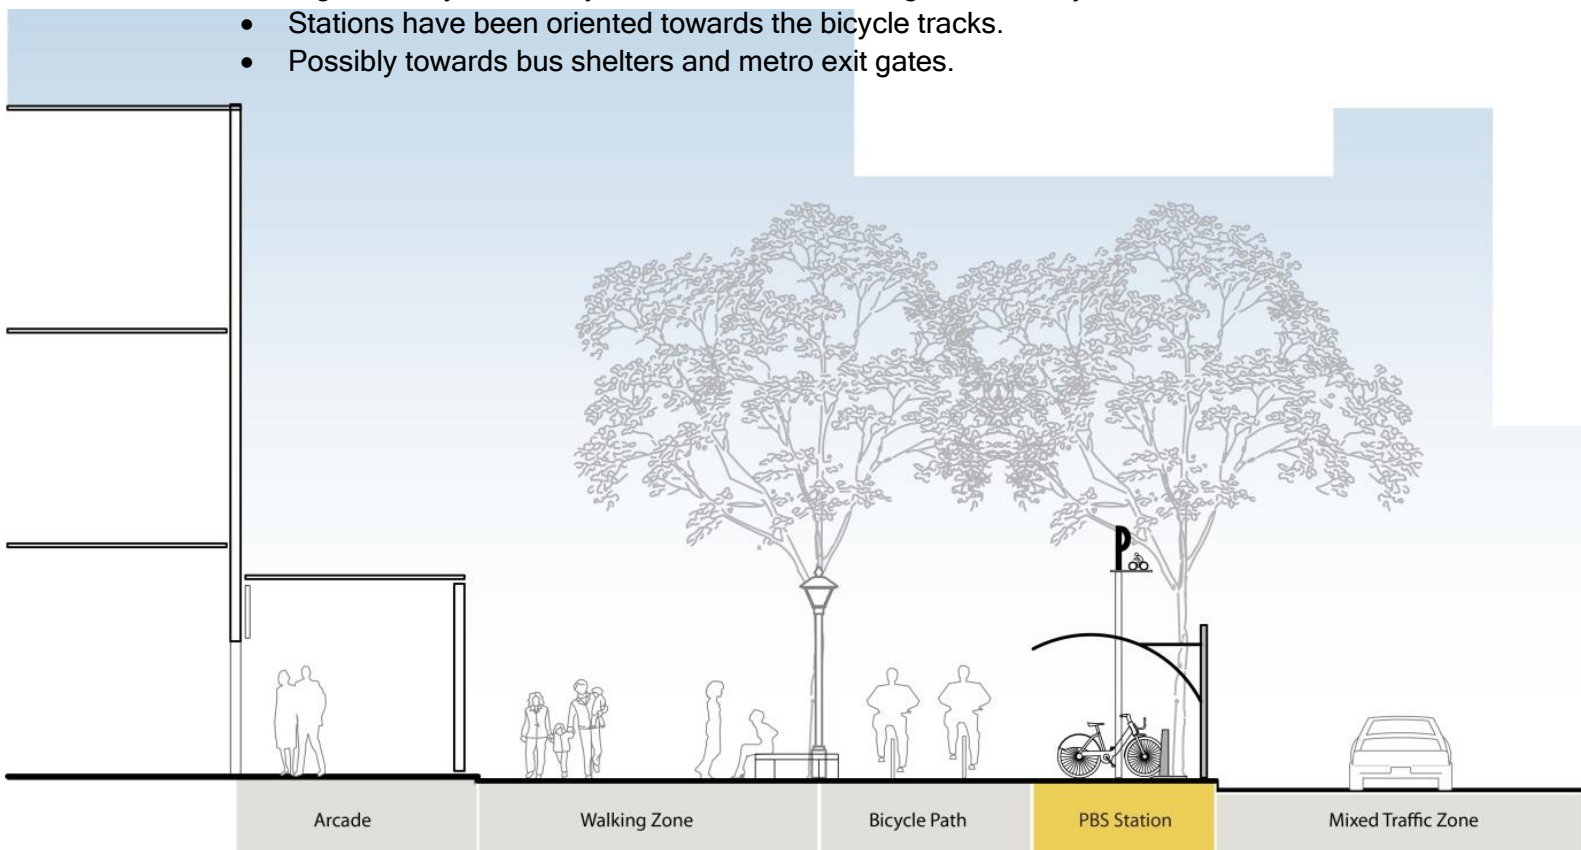 • Stations have been oriented towards the bicycle tracks.
• Possibly towards bus shelters and metro exit gates.
P
Arcade
Walking Zone
Bicycle Path
PBS Station
Mixed Traffic Zone